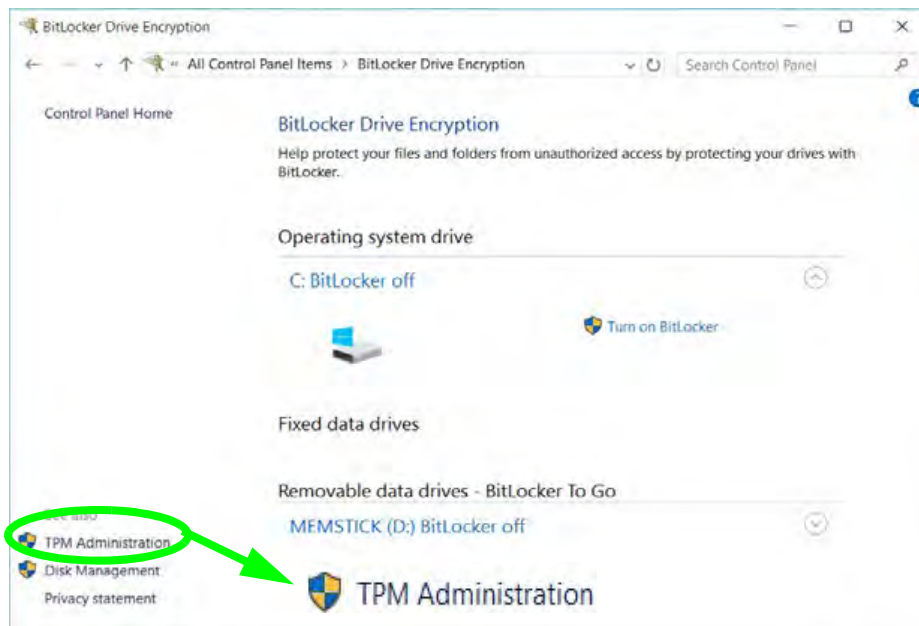 BitLocker Drive Encryption
« All Control Panel Items > BitLocker Drive Encryption
Search Control Panel
Control Panel Home
BitLocker Drive Encryption
Help protect your files and folders from unauthorized access by protecting your drives with
BitLocker.
Operating system drive
C: BitLocker off
Turn on BitLocker
Fixed data drives
Removable data drives - BitLocker To Go
MEMSTICK (D:) BitLocker off
See also
TPM Administration
Disk Management
Privacy statement
TPM Administration